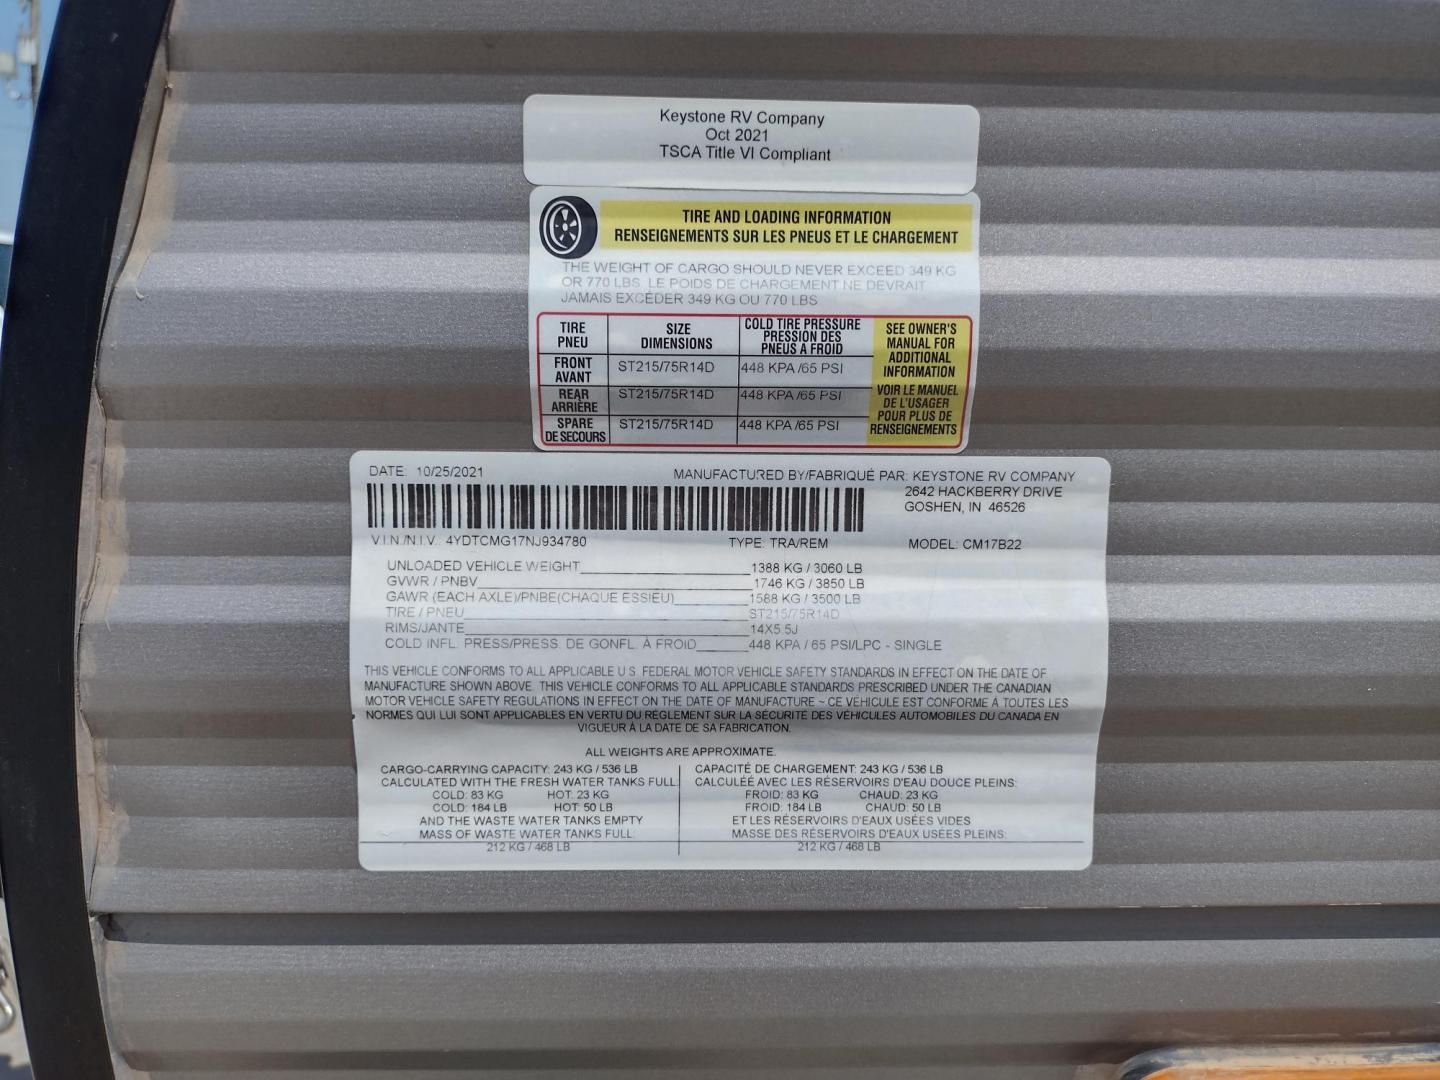 Keystone RV Company
Oct 2021
TSCA Title VI Compliant
TIRE AND LOADING INFORMATION
RENSEIGNEMENTS SUR LES PNEUS ET LE CHARGEMENT
THE WEIGHT OF CARGO SHOULD NEVER EXCEED 349 KG
OR 770 LBS. LE POIDS DE CHARGEMENT NE DEVRAIT
JAMAIS EXCÉDER 349 KG OU 770 LBS
TIRE PNEU SIZE DIMENSIONS COLD TIRE PRESSURE PRESSION DES PNEUS A FROID
FRONT AVANT ST215/75R14D 448 KPA /65 PSI
REAR ARRIÈRE ST215/75R14D 448 KPA /65 PSI
SPARE DE SECOURS ST215/75R14D 448 KPA /65 PSI
SEE OWNER'S
MANUAL FOR
ADDITIONAL
INFORMATION
VOIR LE MANUEL
DE L'USAGER
POUR PLUS DE
RENSEIGNEMENTS
DATE: 10/25/2021 MANUFACTURED BY/FABRIQUÉ PAR: KEYSTONE RV COMPANY
2642 HACKBERRY DRIVE
GOSHEN, IN 46526
V.I.N./N.I.V.: 4YDTCMG17NJ934780 TYPE: TRA/REM MODEL: CM17B22
UNLOADED VEHICLE WEIGHT 1388 KG / 3060 LB
GVWR / PNBV 1746 KG / 3850 LB
GAWR (EACH AXLE)/PNBE(CHAQUE ESSIEU) 1588 KG / 3500 LB
TIRE / PNEU ST215/75R14D
RIMS/JANTE 14X5.5J
COLD INFL. PRESS/PRESS. DE GONFL. À FROID 448 KPA / 65 PSI/LPC - SINGLE
THIS VEHICLE CONFORMS TO ALL APPLICABLE U.S. FEDERAL MOTOR VEHICLE SAFETY STANDARDS IN EFFECT ON THE DATE OF
MANUFACTURE SHOWN ABOVE. THIS VEHICLE CONFORMS TO ALL APPLICABLE STANDARDS PRESCRIBED UNDER THE CANADIAN
MOTOR VEHICLE SAFETY REGULATIONS IN EFFECT ON THE DATE OF MANUFACTURE ~ CE VÉHICULE EST CONFORME À TOUTES LES
NORMES QUI LUI SONT APPLICABLES EN VERTU DU RÈGLEMENT SUR LA SÉCURITÉ DES VÉHICULES AUTOMOBILES DU CANADA EN
VIGUEUR À LA DATE DE SA FABRICATION.
ALL WEIGHTS ARE APPROXIMATE.
CARGO-CARRYING CAPACITY: 243 KG / 536 LB
CALCULATED WITH THE FRESH WATER TANKS FULL
COLD: 83 KG HOT: 23 KG
COLD: 184 LB HOT: 50 LB
AND THE WASTE WATER TANKS EMPTY
MASS OF WASTE WATER TANKS FULL:
212 KG / 468 LB
CAPACITÉ DE CHARGEMENT: 243 KG / 536 LB
CALCULÉE AVEC LES RÉSERVOIRS D'EAU DOUCE PLEINS:
FROID: 83 KG CHAUD: 23 KG
FROID: 184 LB CHAUD: 50 LB
ET LES RÉSERVOIRS D'EAUX USÉES VIDES
MASSE DES RÉSERVOIRS D'EAUX USÉES PLEINS:
212 KG / 468 LB